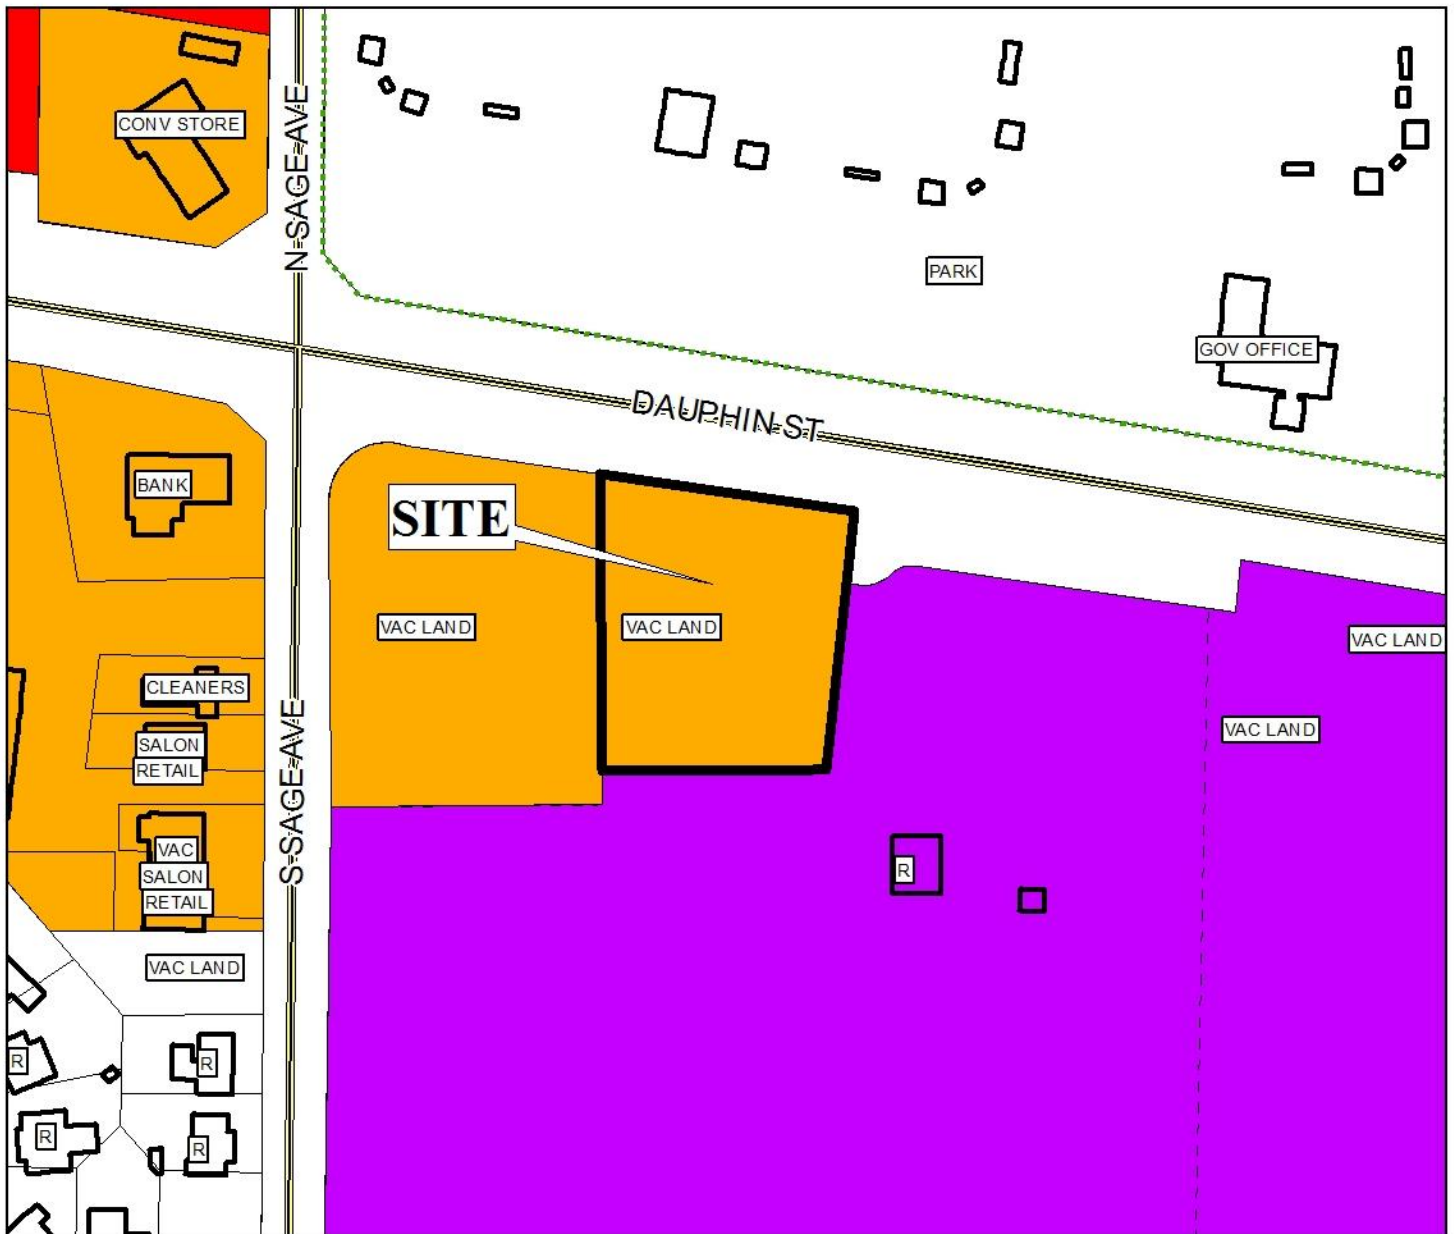 CONV STORE
N SAGE AVE
PARK
GOV OFFICE
DAUPHIN ST
BANK
SITE
VAC LAND
VAC LAND
VAC LAND
CLEANERS
SALON
RETAIL
VAC LAND
S SAGE AVE
VAC
SALON
RETAIL
R
VAC LAND
R
R
R
R